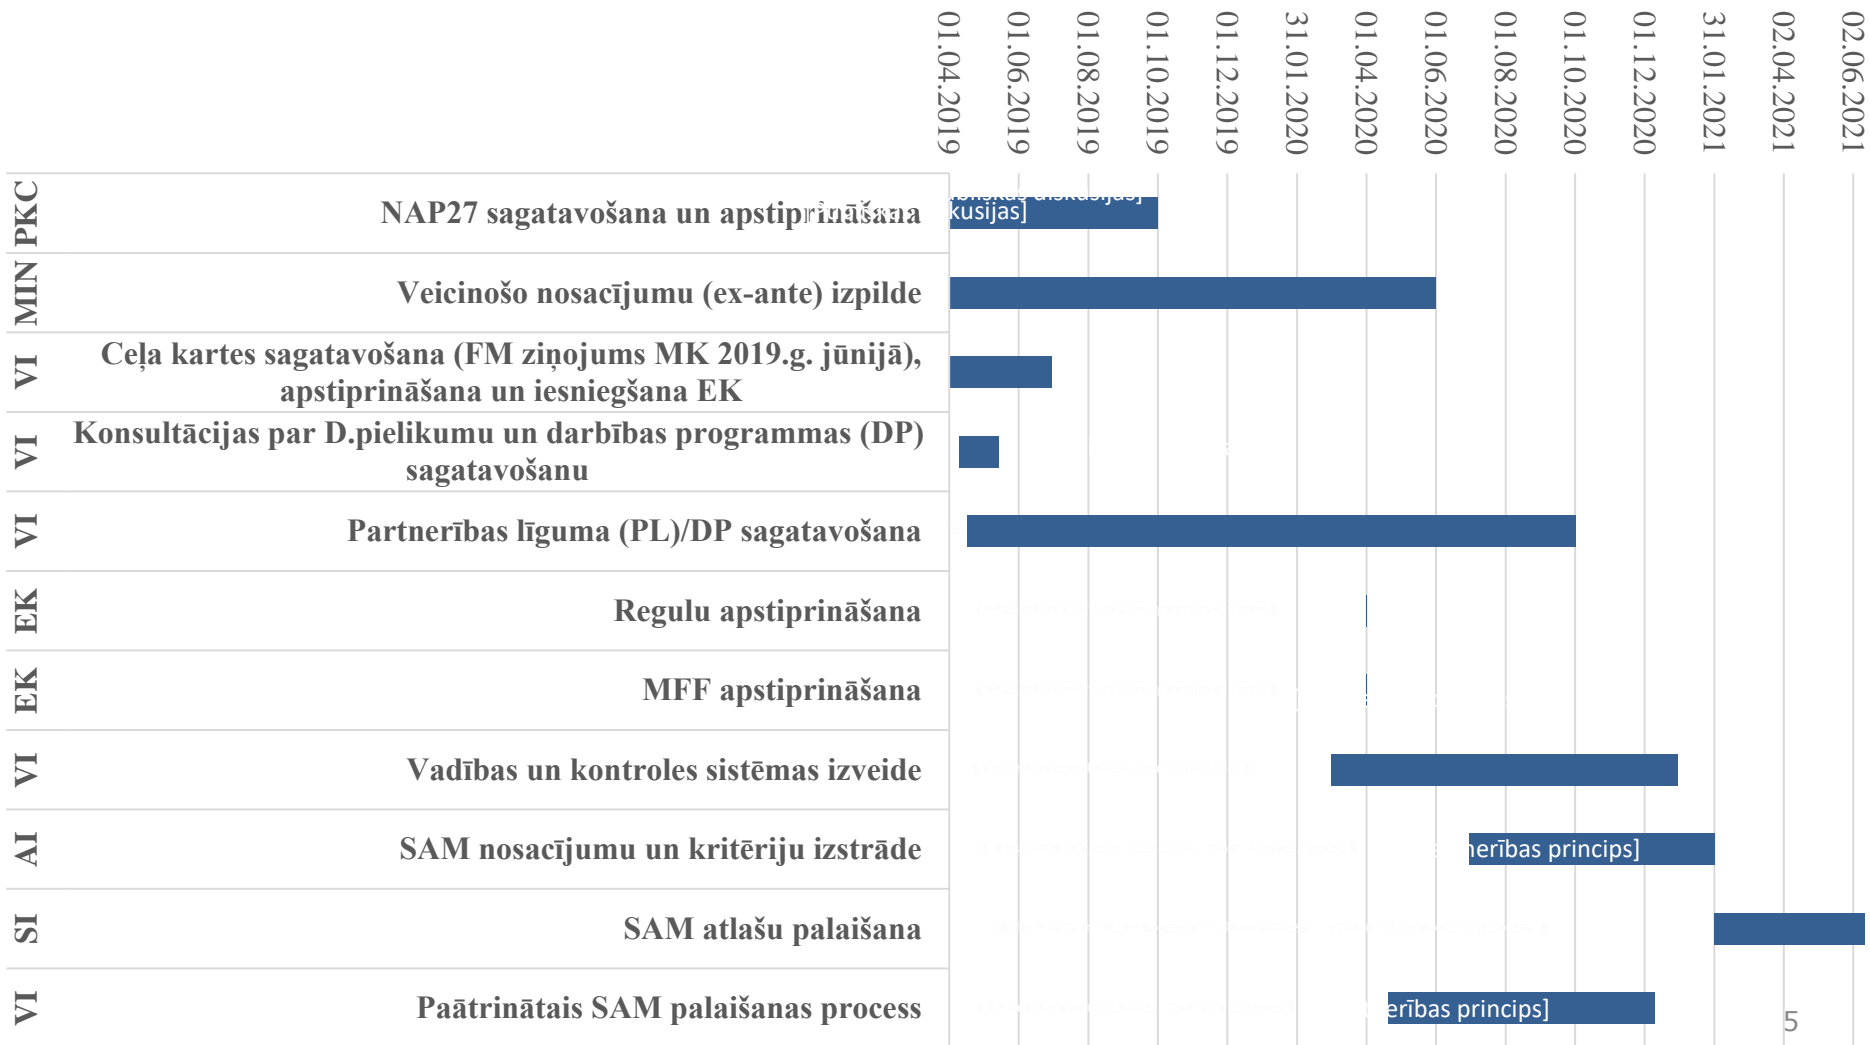 01.04.2019
01.06.2019
01.08.2019
01.10.2019
01.12.2019
31.01.2020
01.04.2020
01.06.2020
01.08.2020
01.10.2020
01.12.2020
31.01.2021
02.04.2021
02.06.2021
PKC
NAP27 sagatavošana un apstiprināšana
kusijas]
MIN
Veicinošo nosacījumu (ex-ante) izpilde
VI
Ceļa kartes sagatavošana (FM ziņojums MK 2019.g. jūnijā),
apstiprināšana un iesniegšana EK
VI
Konsultācijas par D.pielikumu un darbības programmas (DP)
sagatavošanu
VI
Partnerības līguma (PL)/DP sagatavošana
EK
Regulu apstiprināšana
EK
MFF apstiprināšana
VI
Vadības un kontroles sistēmas izveide
AI
SAM nosacījumu un kritēriju izstrāde
nerības princips]
SI
SAM atlašu palaišana
VI
Paātrinātais SAM palaišanas process
erības princips]
5